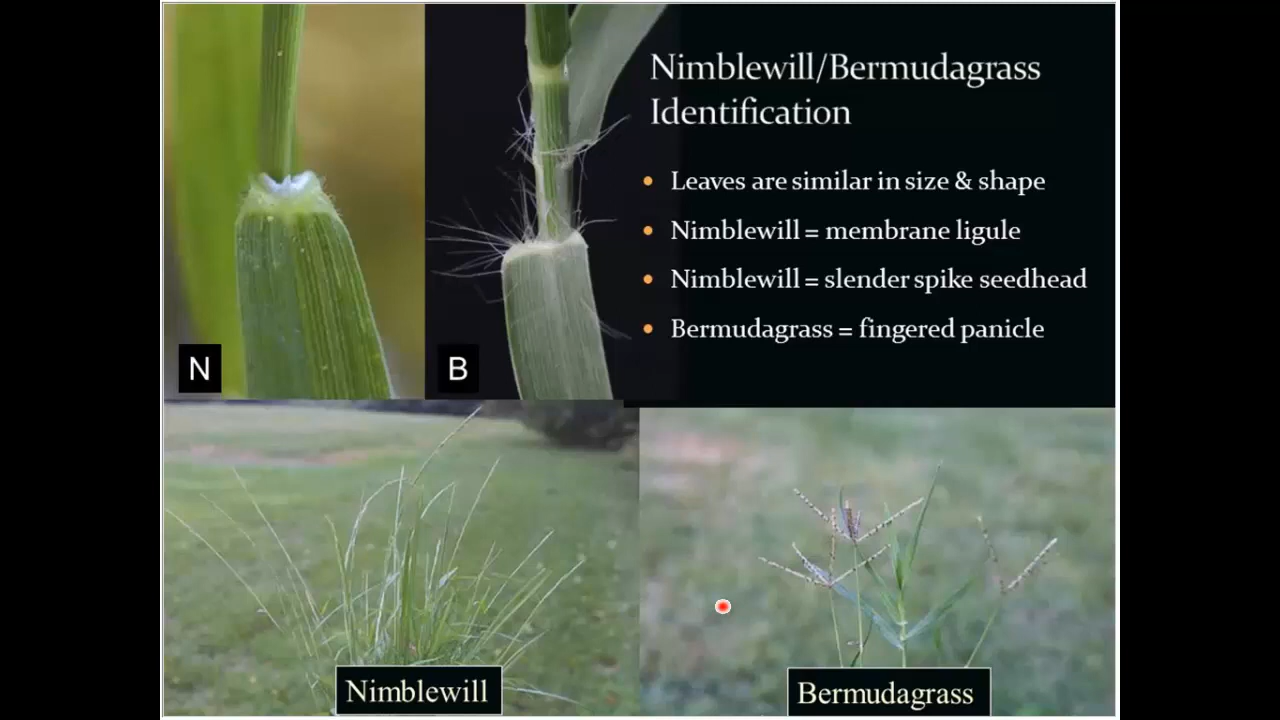 Nimblewill/Bermudagrass
Identification
• Leaves are similar in size & shape
• Nimblewill = membrane ligule
• Nimblewill = slender spike seedhead
• Bermudagrass = fingered panicle
N
B
Nimblewill
Bermudagrass